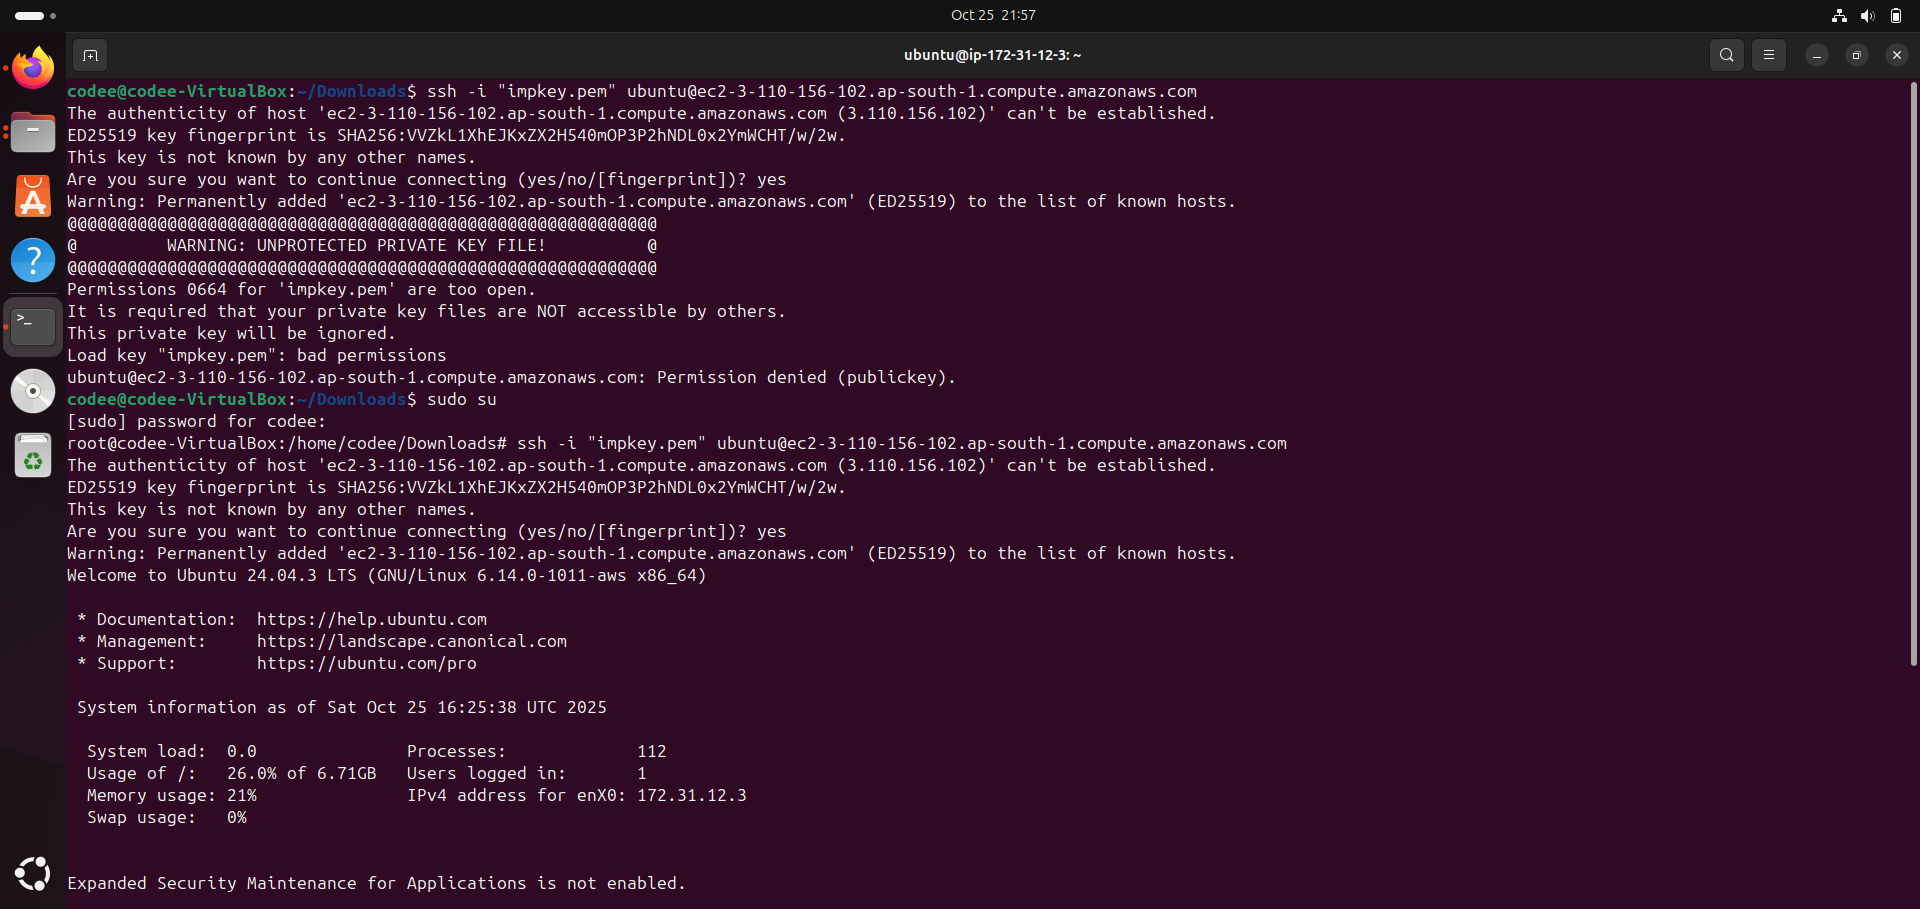 Oct 25 21:57
ubuntu@ip-172-31-12-3: ~
codee@codee-VirtualBox:~/Downloads$ ssh -i "impkey.pem" ubuntu@ec2-3-110-156-102.ap-south-1.compute.amazonaws.com
The authenticity of host 'ec2-3-110-156-102.ap-south-1.compute.amazonaws.com (3.110.156.102)' can't be established.
ED25519 key fingerprint is SHA256:VVZkL1XhEJKxZX2H540mOP3P2hNDL0x2YmWCHT/w/2w.
This key is not known by any other names.
Are you sure you want to continue connecting (yes/no/[fingerprint])? yes
Warning: Permanently added 'ec2-3-110-156-102.ap-south-1.compute.amazonaws.com' (ED25519) to the list of known hosts.
@@@@@@@@@@@@@@@@@@@@@@@@@@@@@@@@@@@@@@@@@@@@@@@@@@@@@@@@@@@
@         WARNING: UNPROTECTED PRIVATE KEY FILE!          @
@@@@@@@@@@@@@@@@@@@@@@@@@@@@@@@@@@@@@@@@@@@@@@@@@@@@@@@@@@@
Permissions 0664 for 'impkey.pem' are too open.
It is required that your private key files are NOT accessible by others.
This private key will be ignored.
Load key "impkey.pem": bad permissions
ubuntu@ec2-3-110-156-102.ap-south-1.compute.amazonaws.com: Permission denied (publickey).
codee@codee-VirtualBox:~/Downloads$ sudo su
[sudo] password for codee:
root@codee-VirtualBox:/home/codee/Downloads# ssh -i "impkey.pem" ubuntu@ec2-3-110-156-102.ap-south-1.compute.amazonaws.com
The authenticity of host 'ec2-3-110-156-102.ap-south-1.compute.amazonaws.com (3.110.156.102)' can't be established.
ED25519 key fingerprint is SHA256:VVZkL1XhEJKxZX2H540mOP3P2hNDL0x2YmWCHT/w/2w.
This key is not known by any other names.
Are you sure you want to continue connecting (yes/no/[fingerprint])? yes
Warning: Permanently added 'ec2-3-110-156-102.ap-south-1.compute.amazonaws.com' (ED25519) to the list of known hosts.
Welcome to Ubuntu 24.04.3 LTS (GNU/Linux 6.14.0-1011-aws x86_64)
* Documentation:  https://help.ubuntu.com
* Management:     https://landscape.canonical.com
* Support:        https://ubuntu.com/pro
System information as of Sat Oct 25 16:25:38 UTC 2025
System load:  0.0               Processes:             112
Usage of /:   26.0% of 6.71GB   Users logged in:       1
Memory usage: 21%               IPv4 address for enX0: 172.31.12.3
Swap usage:   0%
Expanded Security Maintenance for Applications is not enabled.